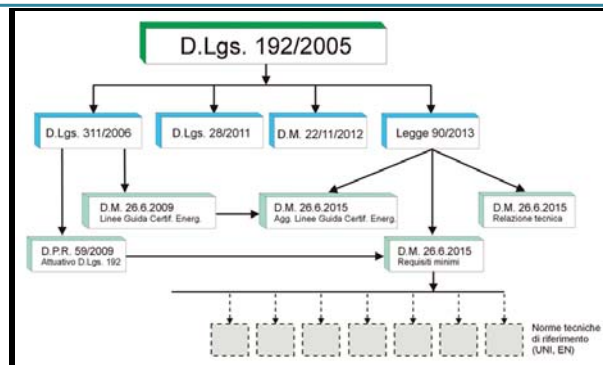 D.Lgs. 192/2005
D.Lgs. 311/2006
D.Lgs. 28/2011
D.M. 22/11/2012
Legge 90/2013
D.M. 26.6.2009
Linee Guida Certif. Energ.
D.M. 26.6.2015
Agg. Linee Guida Certif. Energ.
D.M. 26.6.2015
Relazione tecnica
D.P.R. 59/2009
Attuativo D.Lgs. 192
D.M. 26.6.2015
Requisiti minimi
Norme tecniche
di riferimento
(UNI, EN)